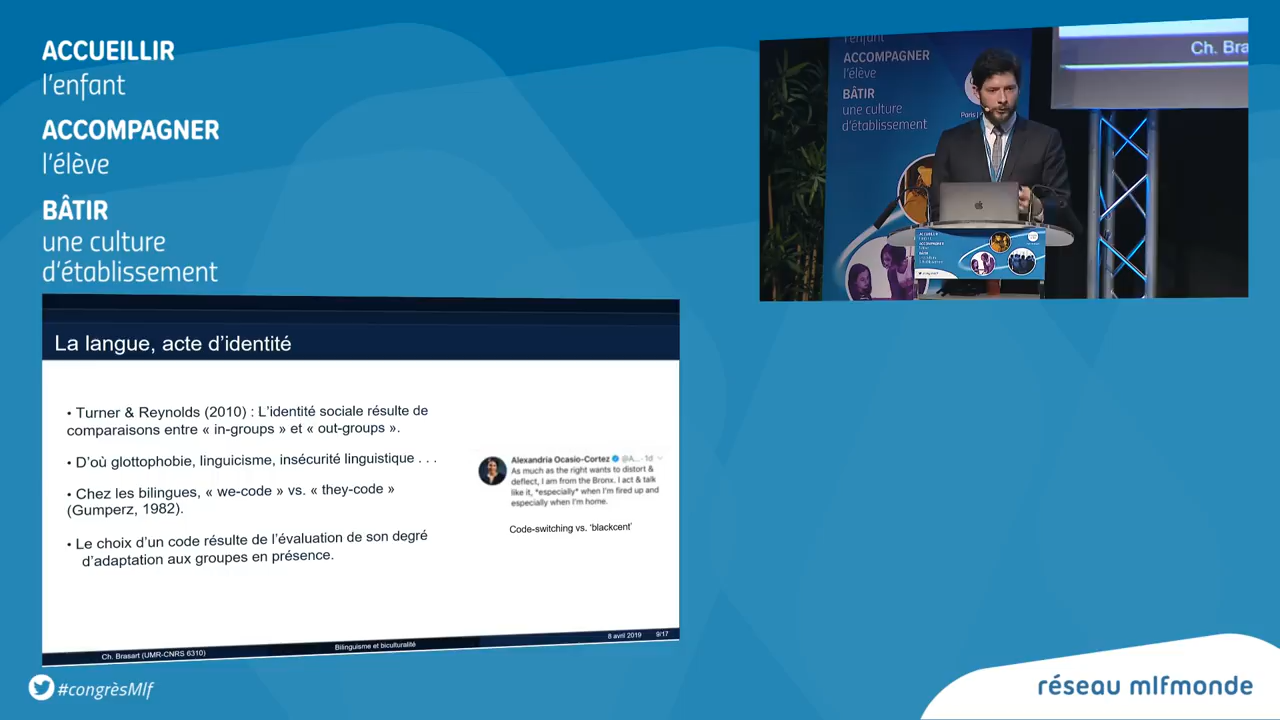 ACCUEILLIR
l'enfant
ACCOMPAGNER
l'élève
BÂTIR
une culture
d'établissement
Ch. Bras
l'enfant
ACCOMPAGNER
l'élève
BÂTIR
une culture
d'établissement
La langue, acte d'identité
• Turner & Reynolds (2010) : L'identité sociale résulte de
comparaisons entre « in-groups » et « out-groups ».
• D'où glottophobie, linguicisme, insécurité linguistique . . .
• Chez les bilingues, « we-code » vs. « they-code »
(Gumperz, 1982).
• Le choix d'un code résulte de l'évaluation de son degré
d'adaptation aux groupes en présence.
Alexandria Ocasio-Cortez @A... · 1d
As much as the right wants to distort &
deflect, I am from the Bronx. I act & talk
like it, *especially* when I'm fired up and
especially when I'm home.
Code-switching vs. 'blackcent'
Ch. Brasart (UMR-CNRS 6310)
Bilinguisme et biculturalité
8 avril 2019 9/17
#congrèsMlf
réseau mlfmonde